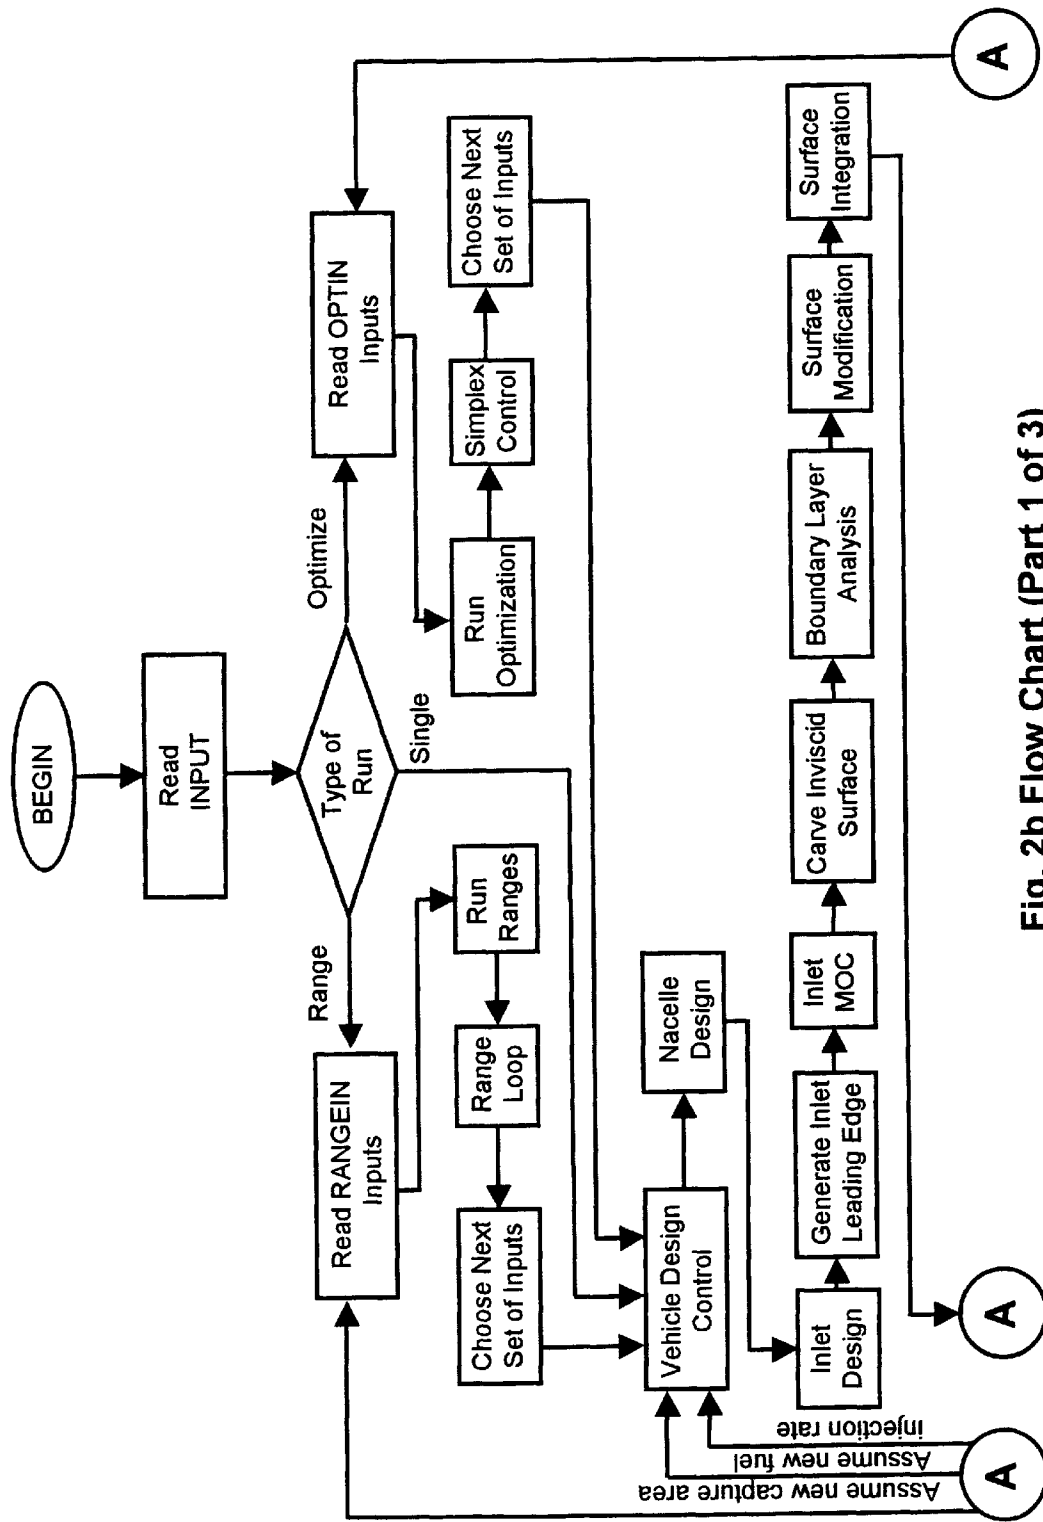 BEGIN
Read
INPUT
Type of
Run
Range
Single
Optimize
Read RANGEIN
Inputs
Run
Ranges
Range
Loop
Choose Next
Set of Inputs
Read OPTIN
Inputs
Run
Optimization
Simplex
Control
Choose Next
Set of Inputs
Vehicle Design
Control
Nacelle
Design
Assume new capture area
Assume new fuel
injection rate
A
Inlet
Design
Generate Inlet
Leading Edge
Inlet
MOC
Carve Inviscid
Surface
Boundary Layer
Analysis
Surface
Modification
Surface
Integration
A
A
Fig. 2b Flow Chart (Part 1 of 3)